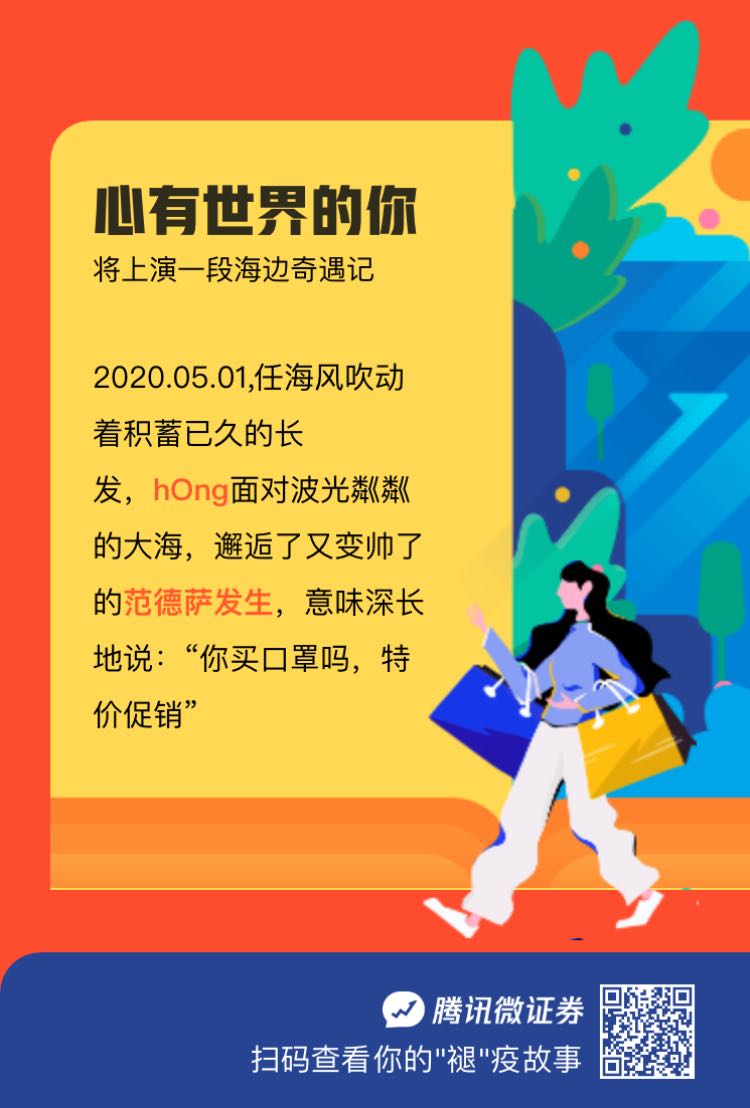 心有世界的你
将上演一段海边奇遇记
2020.05.01,任海风吹动
着积蓄已久的长
发，hOng面对波光粼粼
的大海，邂逅了又变帅了
的范德萨发生，意味深长
地说：“你买口罩吗，特
价促销”
腾讯微证券
扫码查看你的"褪"疫故事